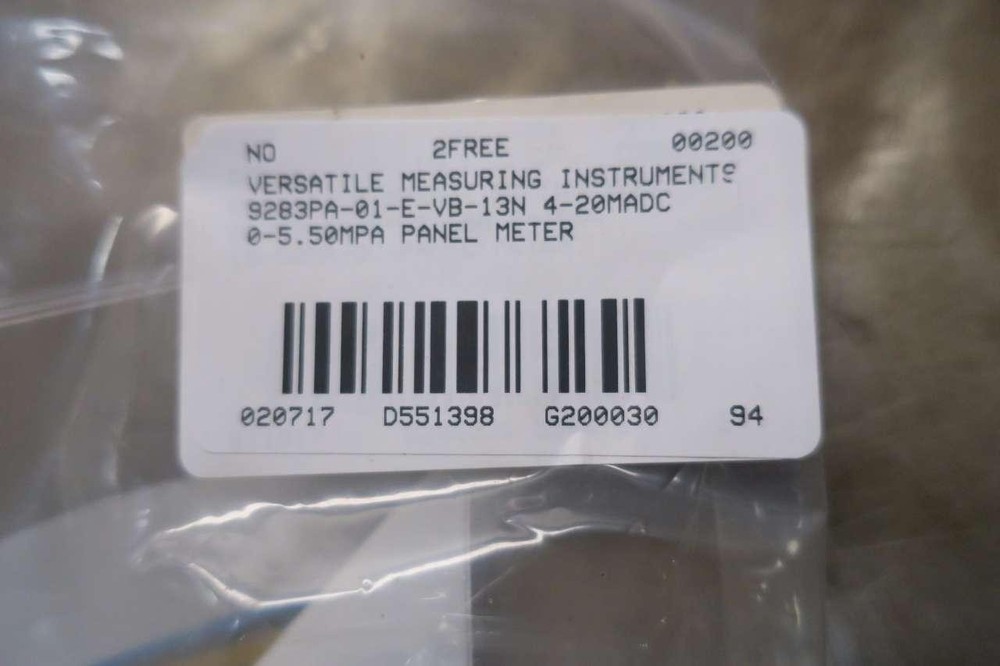 NO 2FREE 00200
VERSATILE MEASURING INSTRUMENTS
9283PA-01-E-VB-13N 4-20MADC
0-5.50MPA PANEL METER
020717 D551398 G200030 94